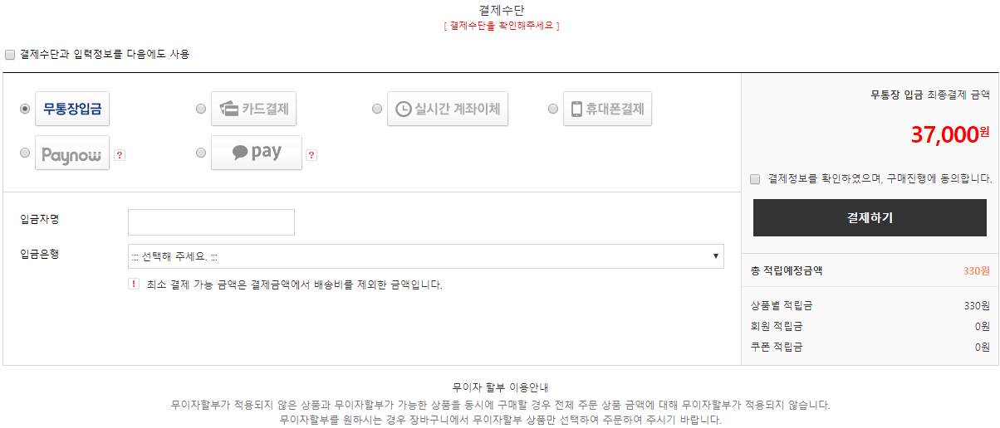 결제수단
[ 결제수단을 확인해주세요 ]
결제수단과 입력정보를 다음에도 사용
무통장입금 카드결제 실시간 계좌이체 휴대폰결제
Paynow ? pay ?
입금자명
입금은행 ::: 선택해 주세요. :::
! 최소 결제 가능 금액은 결제금액에서 배송비를 제외한 금액입니다.
무통장 입금 최종결제 금액
37,000원
결제정보를 확인하였으며, 구매진행에 동의합니다.
결제하기
총 적립예정금액 330원
상품별 적립금 330원
회원 적립금 0원
쿠폰 적립금 0원
무이자 할부 이용안내
무이자할부가 적용되지 않은 상품과 무이자할부가 가능한 상품을 동시에 구매할 경우 전체 주문 상품 금액에 대해 무이자할부가 적용되지 않습니다.
무이자할부를 원하시는 경우 장바구니에서 무이자할부 상품만 선택하여 주문하여 주시기 바랍니다.